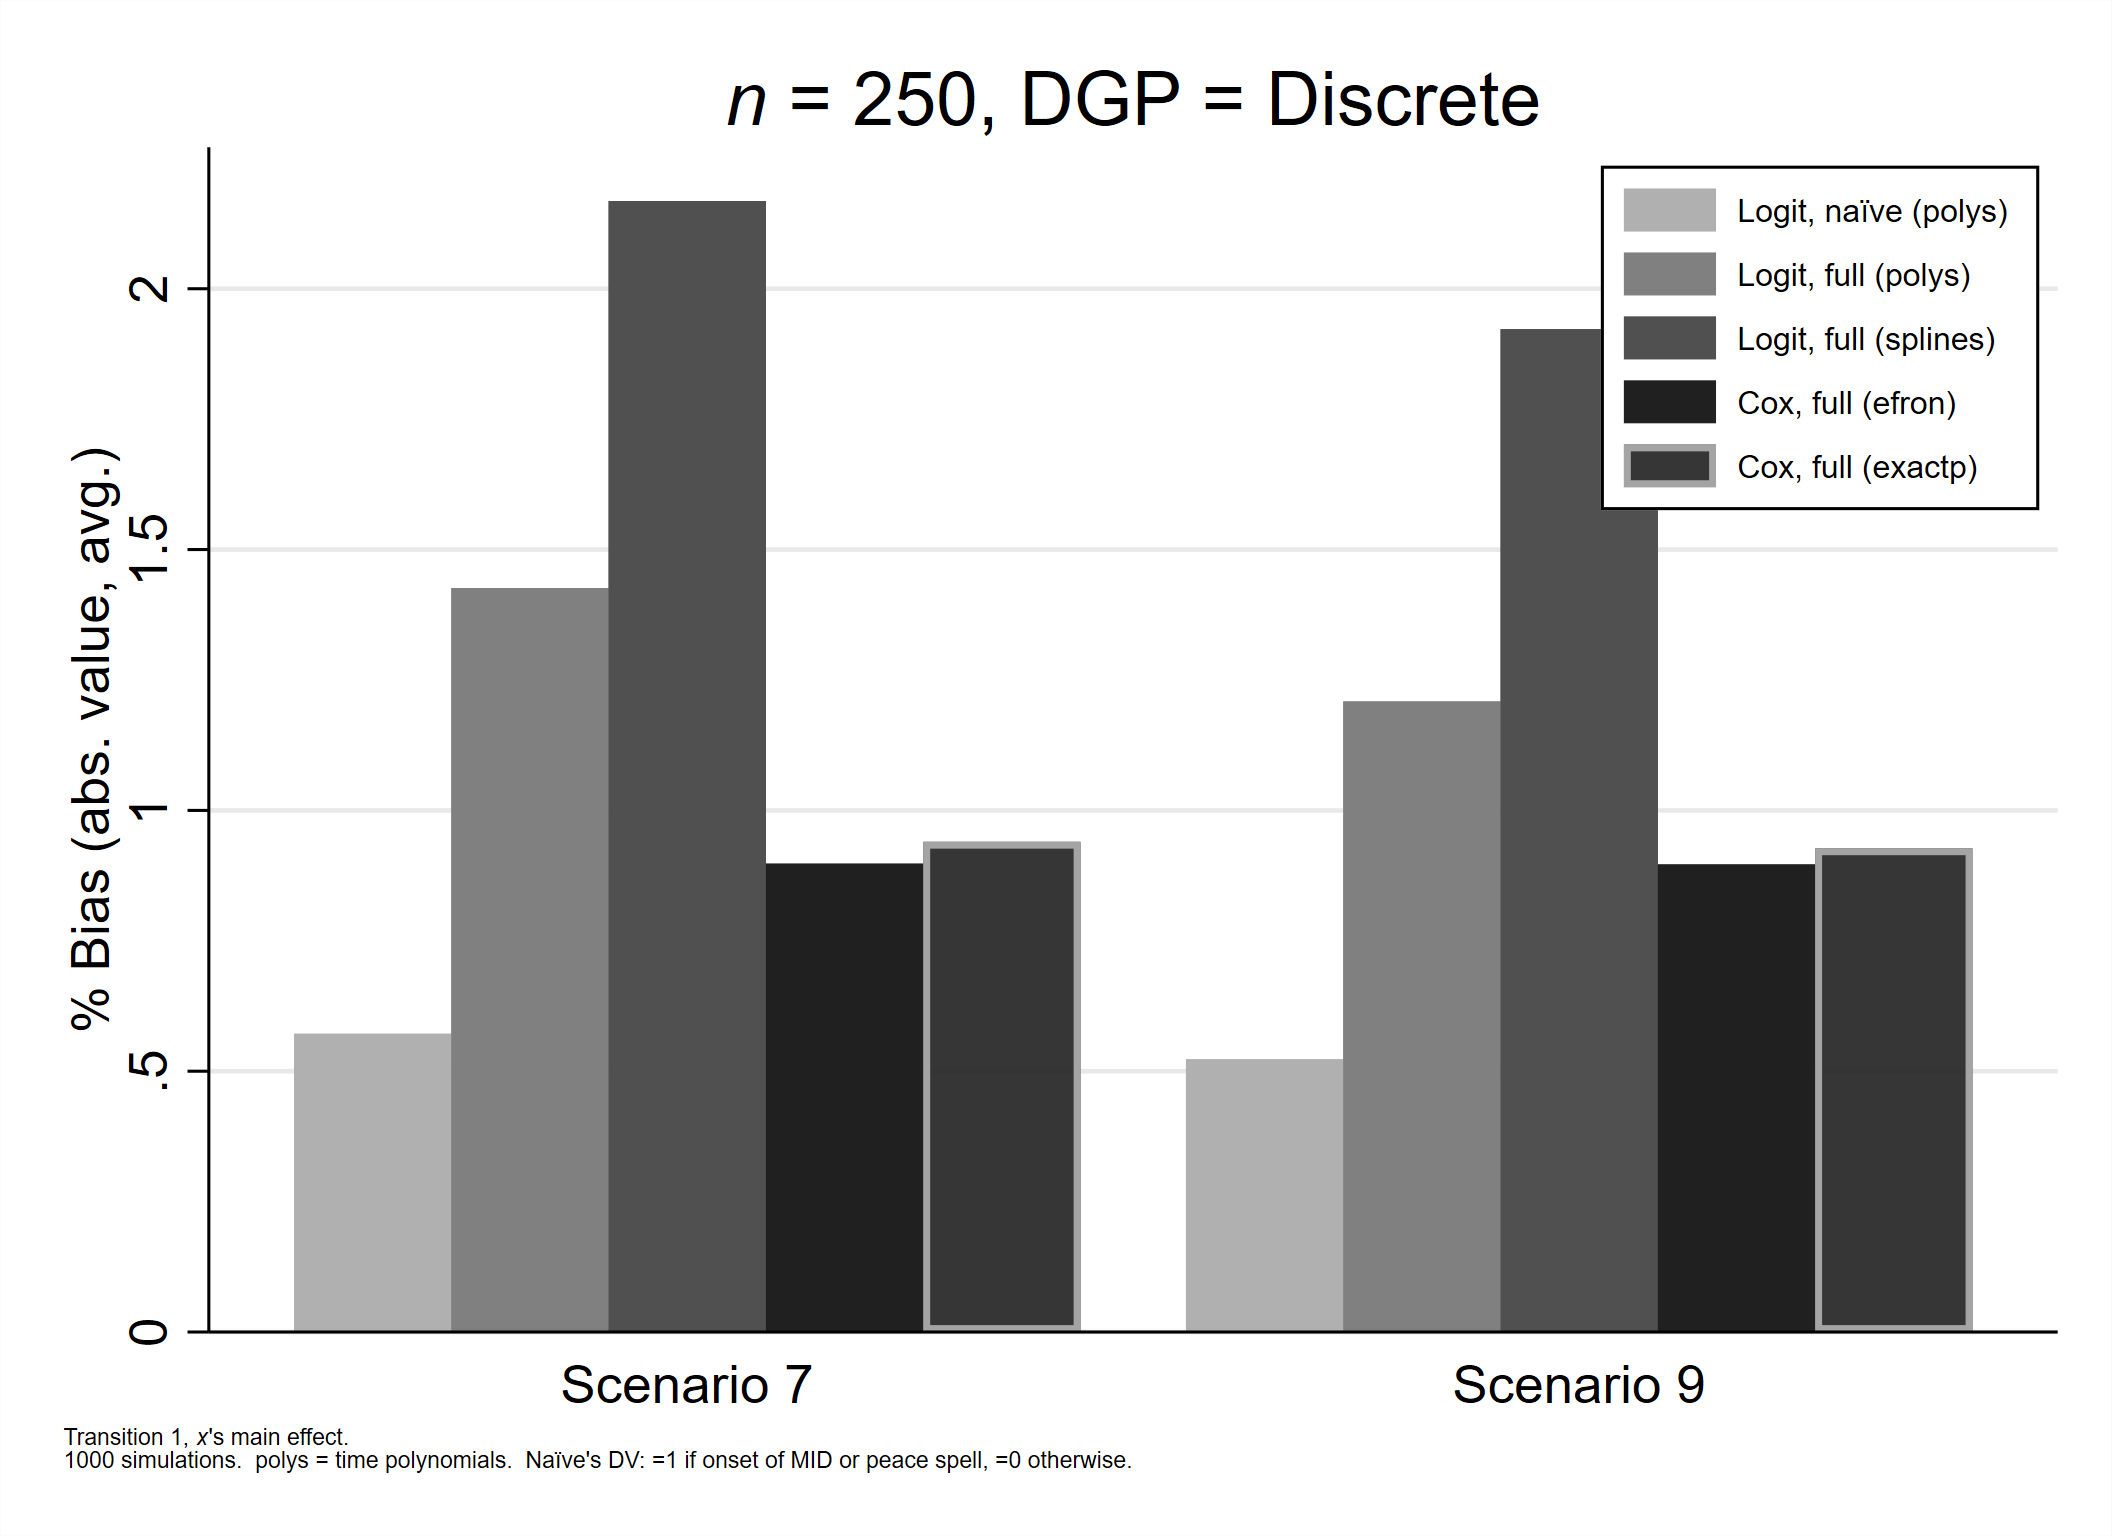 n = 250, DGP = Discrete
% Bias (abs. value, avg.)
2
1.5
1
.5
0
Logit, naïve (polys)
Logit, full (polys)
Logit, full (splines)
Cox, full (efron)
Cox, full (exactp)
Scenario 7
Scenario 9
Transition 1, x's main effect.
1000 simulations.  polys = time polynomials.  Naïve's DV: =1 if onset of MID or peace spell, =0 otherwise.